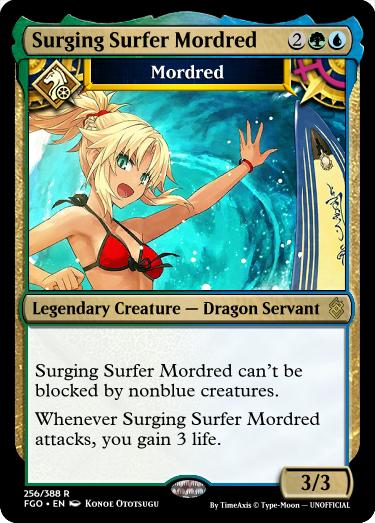 Surging Surfer Mordred 2
Mordred
Legendary Creature — Dragon Servant
Surging Surfer Mordred can't be
blocked by nonblue creatures.
Whenever Surging Surfer Mordred
attacks, you gain 3 life.
3/3
256/388 R
FGO • EN Konoe Ototsugu
By TimeAxis © Type-Moon — UNOFFICIAL